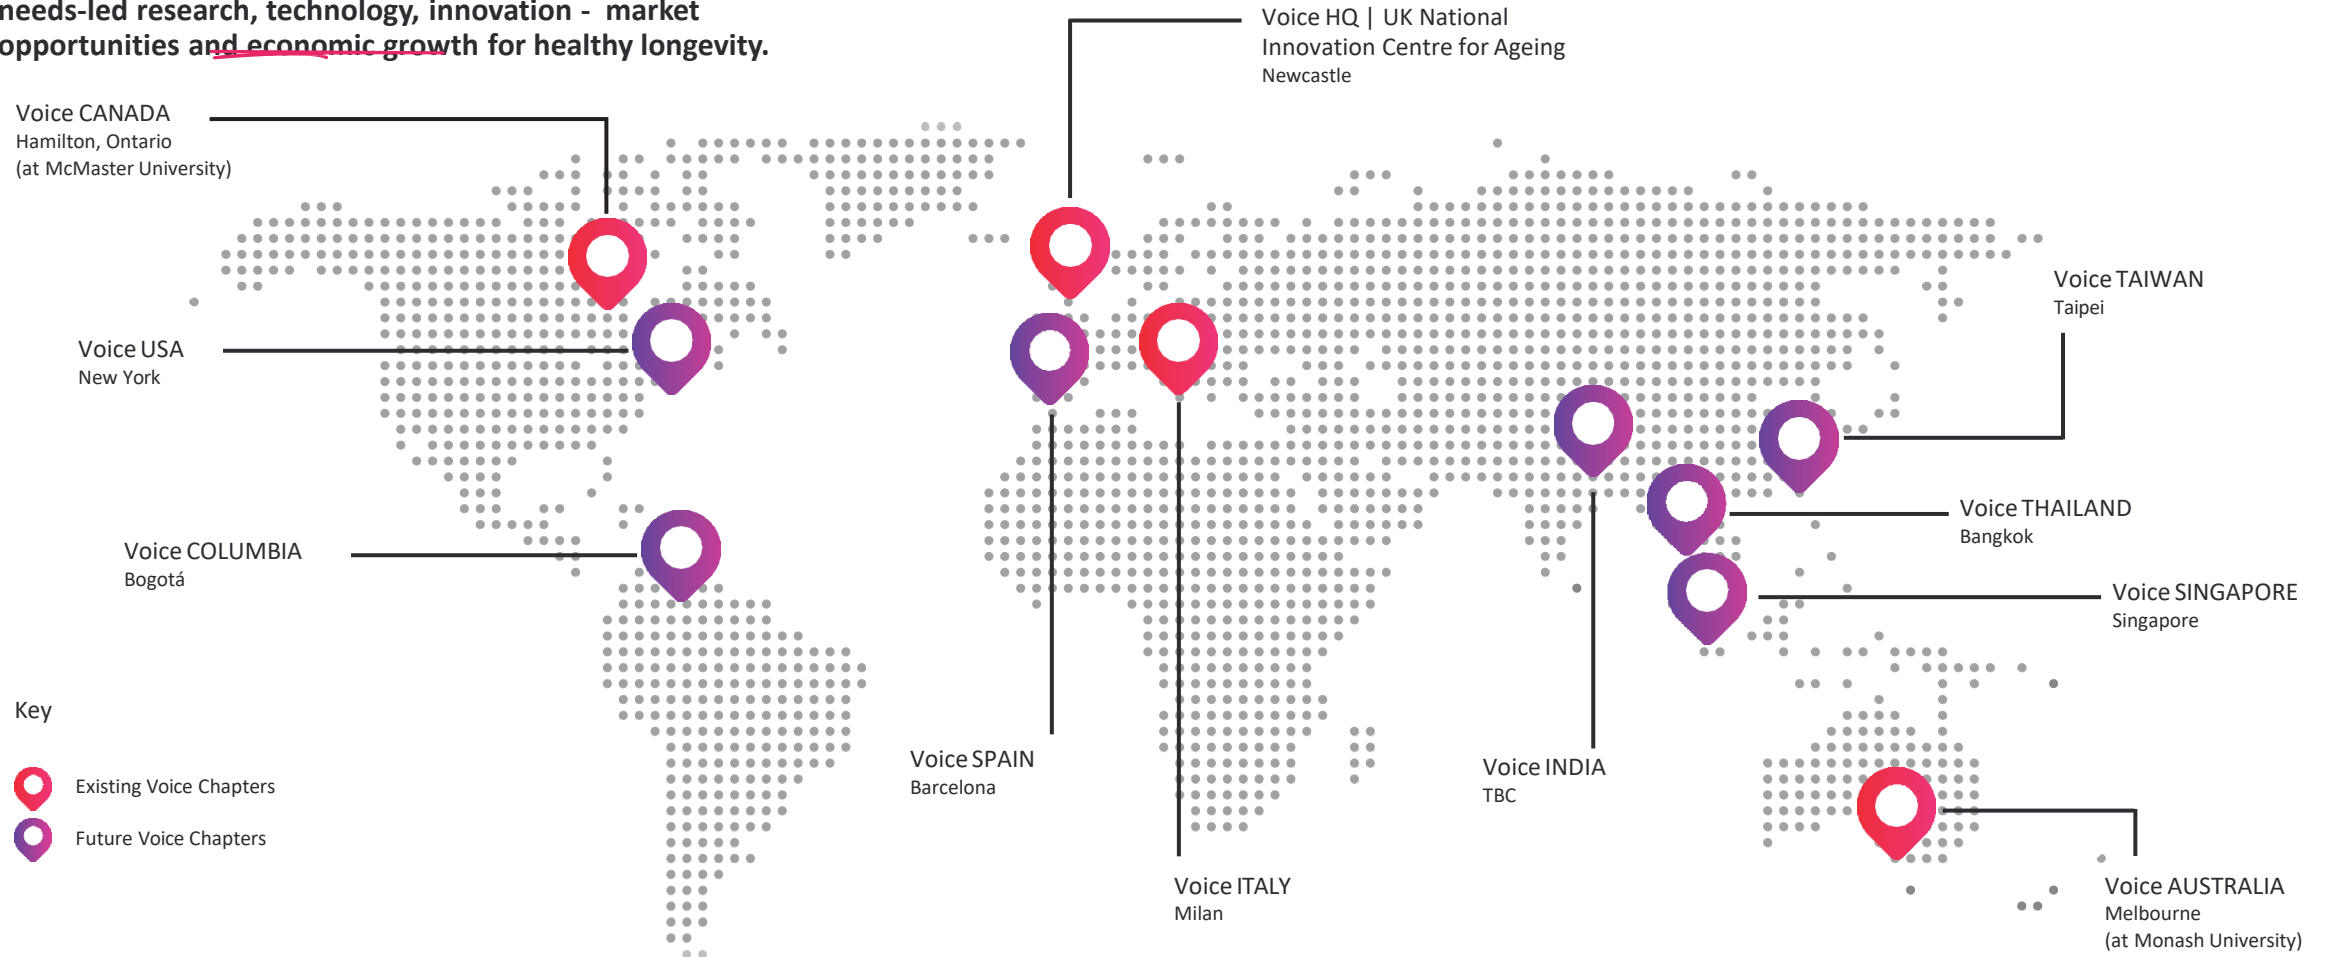 needs-led research, technology, innovation -  market
opportunities and economic growth for healthy longevity.
Voice HQ | UK National
Innovation Centre for Ageing
Newcastle
Voice CANADA
Hamilton, Ontario
(at McMaster University)
Voice TAIWAN
Taipei
Voice USA
New York
Voice THAILAND
Bangkok
Voice COLUMBIA
Bogotá
Voice SINGAPORE
Singapore
Key
Existing Voice Chapters
Future Voice Chapters
Voice SPAIN
Barcelona
Voice INDIA
TBC
Voice ITALY
Milan
Voice AUSTRALIA
Melbourne
(at Monash University)